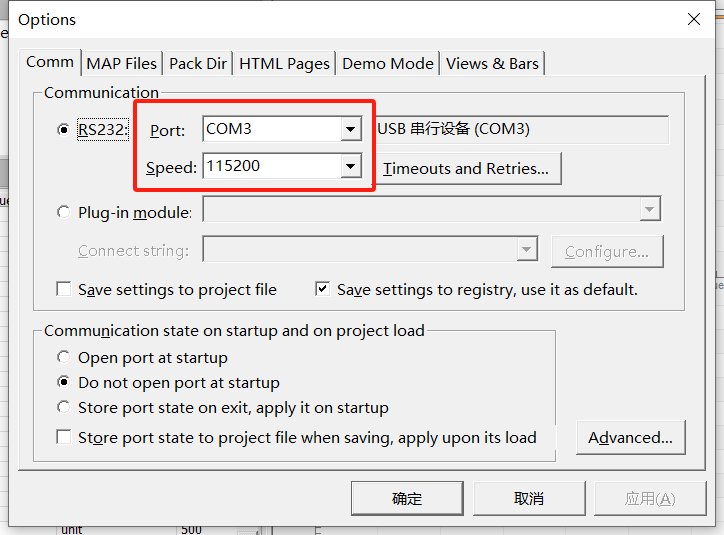 Options
Comm MAP Files Pack Dir HTML Pages Demo Mode Views & Bars
Communication
RS232: Port: COM3 USB 串行设备 (COM3)
Speed: 115200 Timeouts and Retries...
Plug-in module:
Connect string: Configure...
Save settings to project file Save settings to registry, use it as default.
Communication state on startup and on project load
Open port at startup
Do not open port at startup
Store port state on exit, apply it on startup
Store port state to project file when saving, apply upon its load Advanced...
确定 取消 应用(A)
unit 500